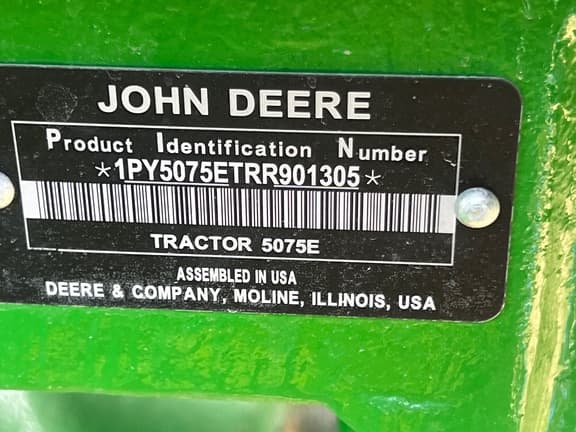 JOHN DEERE
Product Identification Number
*1PY5075ETRR901305*
TRACTOR 5075E
ASSEMBLED IN USA
DEERE & COMPANY, MOLINE, ILLINOIS, USA